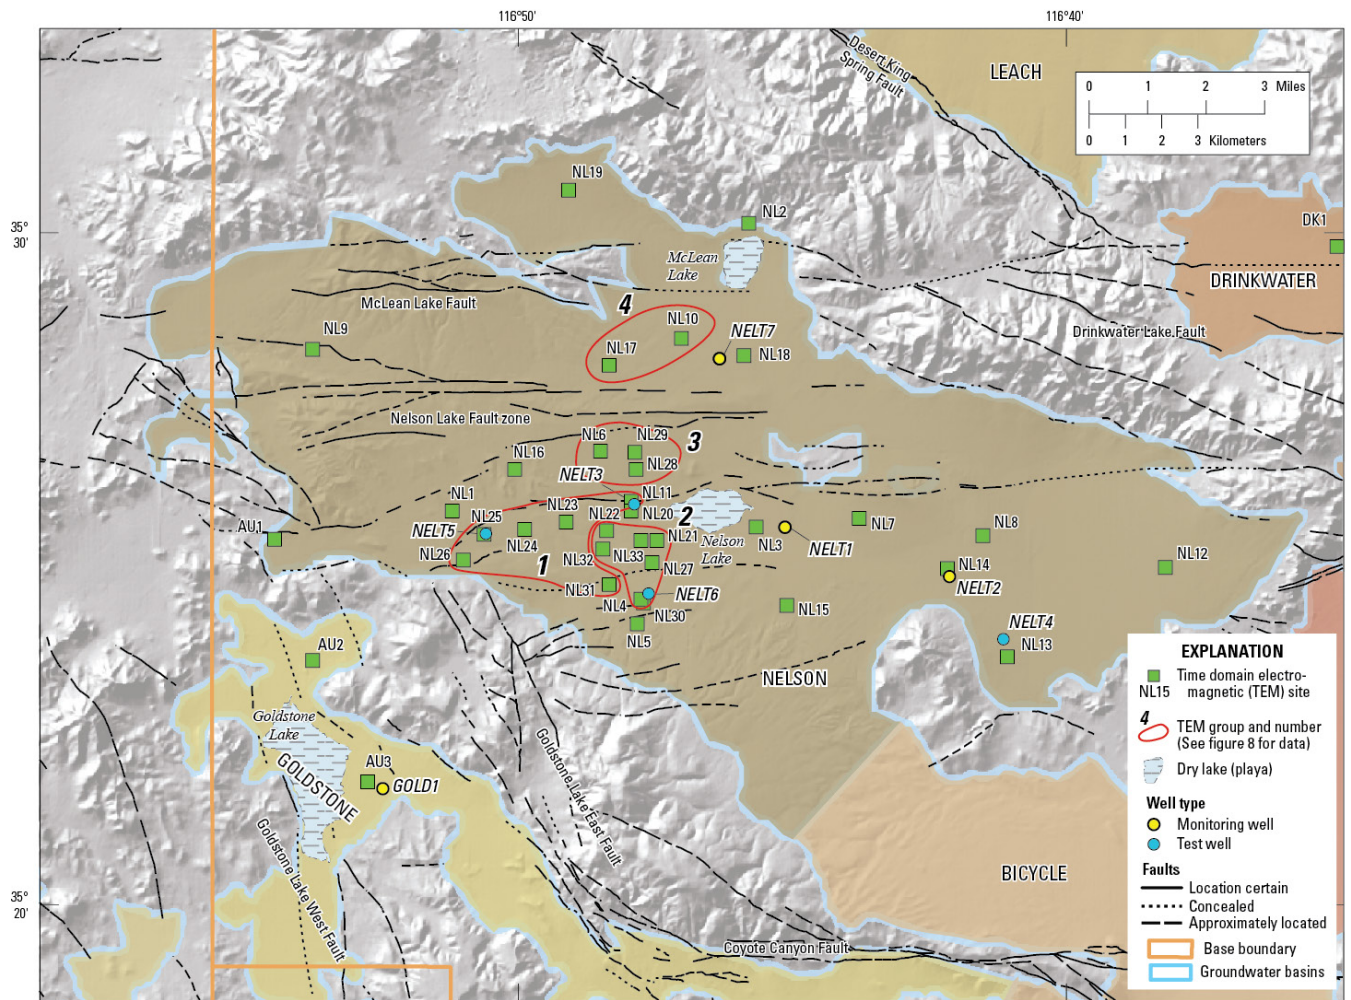 116°50'
116°40'
Desert King
Spring Fault
LEACH
0 1 2 3 Miles
0 1 2 3 Kilometers
NL19
NL2
DK1
35°
30'
McLean
Lake
DRINKWATER
McLean Lake Fault
4
NL10
NELT7
Drinkwater Lake Fault
NL9
NL17
NL18
Nelson Lake Fault zone
NL6
NL29
3
NL16
NL28
NELT3
NL1
NL11
NL25
NL23
NL22
NL20
2
AU1
NELT5
NL24
NL21
Nelson
Lake
NL3
NELT1
NL7
NL8
NL26
1
NL32
NL33
NL27
NL14
NL12
NL31
NELT6
NELT2
NL4
NL30
NL15
NELT4
NL5
NL13
AU2
NELSON
Goldstone
Lake
GOLDSTONE
AU3
GOLD1
Goldstone Lake East Fault
Goldstone Lake West Fault
BICYCLE
35°
20'
Coyote Canyon Fault
EXPLANATION
NL15
Time domain electro-
magnetic (TEM) site
4
TEM group and number
(See figure 8 for data)
Dry lake (playa)
Well type
Monitoring well
Test well
Faults
Location certain
Concealed
Approximately located
Base boundary
Groundwater basins